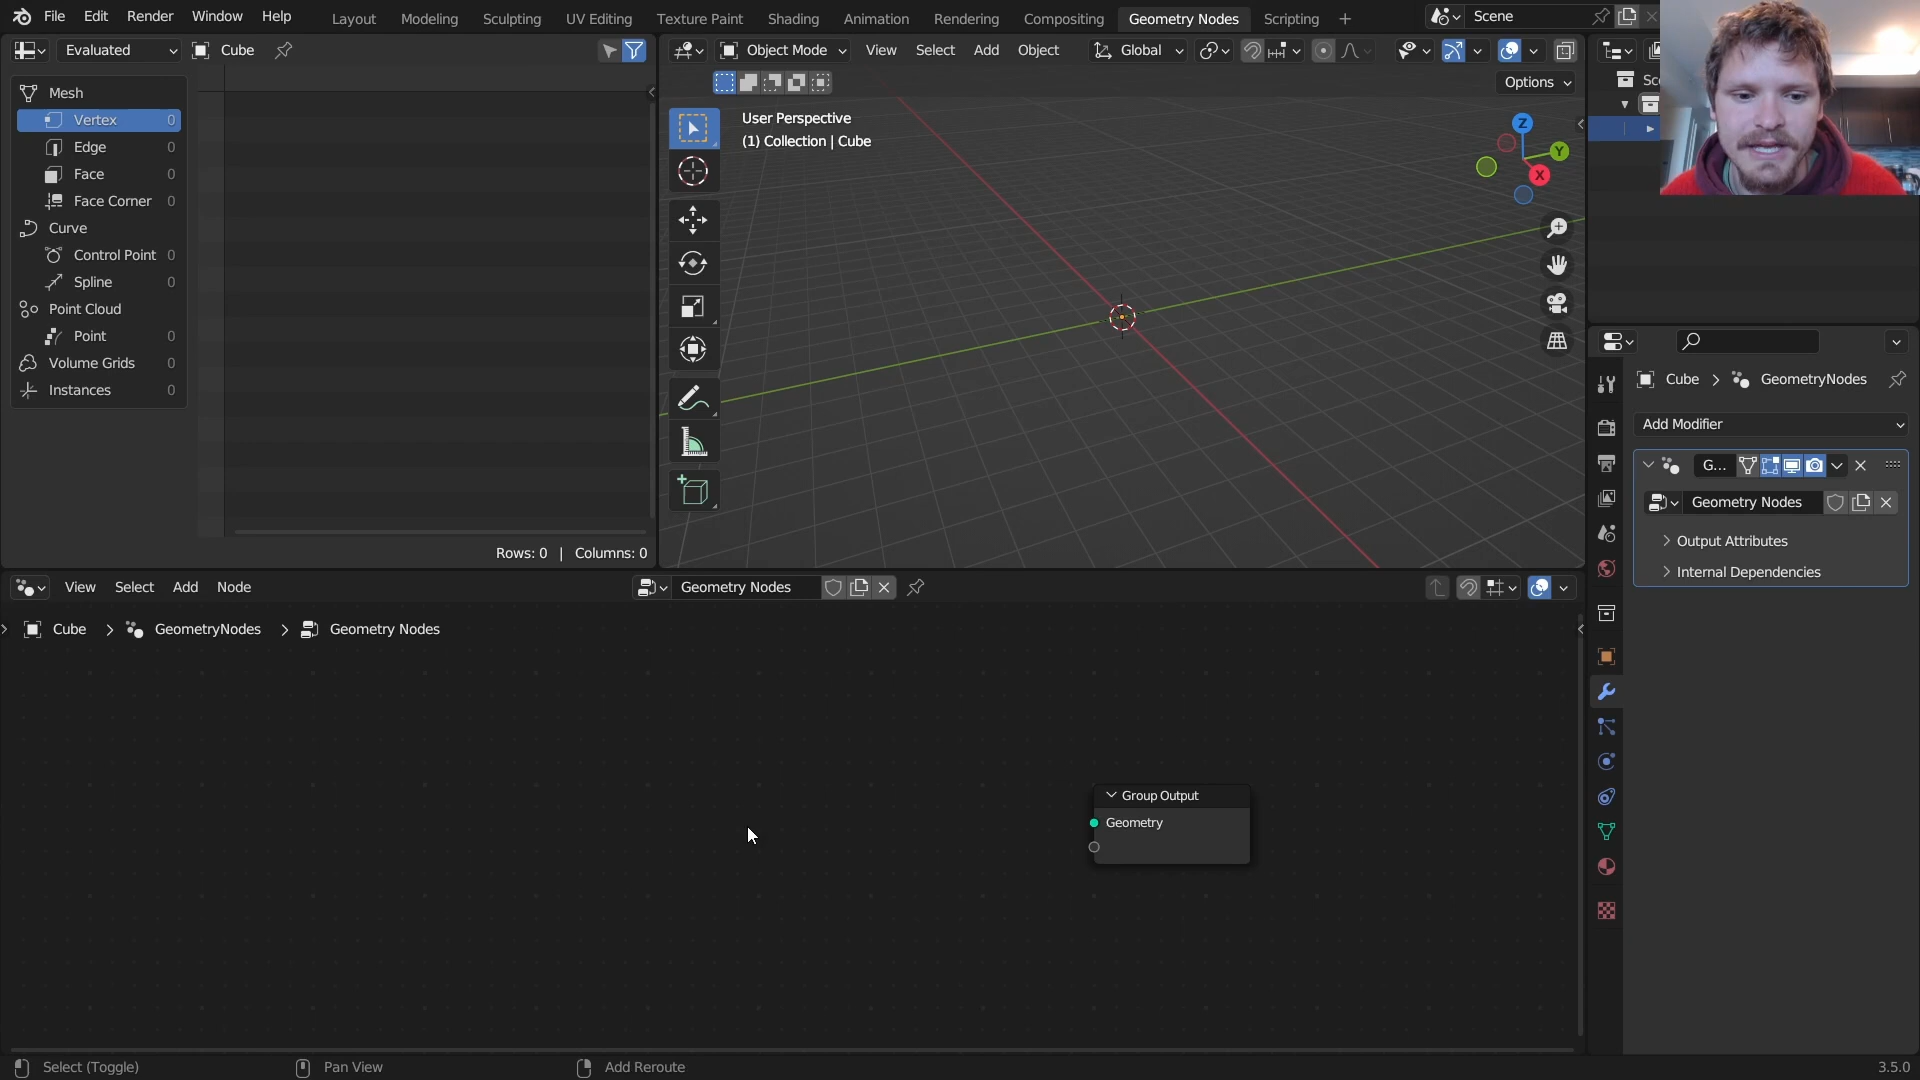 File Edit Render Window Help Layout Modeling Sculpting UV Editing Texture Paint Shading Animation Rendering Compositing Geometry Nodes Scripting + Scene
Evaluated Cube
Object Mode View Select Add Object Global
Options
Mesh
Vertex 0
Edge 0
Face 0
Face Corner 0
Curve
Control Point 0
Spline 0
Point Cloud
Point 0
Volume Grids 0
Instances 0
Rows: 0 | Columns: 0
User Perspective
(1) Collection | Cube
Z
Y
X
Cube > GeometryNodes
Add Modifier
G...
Geometry Nodes
> Output Attributes
> Internal Dependencies
View Select Add Node Geometry Nodes
Cube > GeometryNodes > Geometry Nodes
Group Output
Geometry
Select (Toggle) Pan View Add Reroute 3.5.0